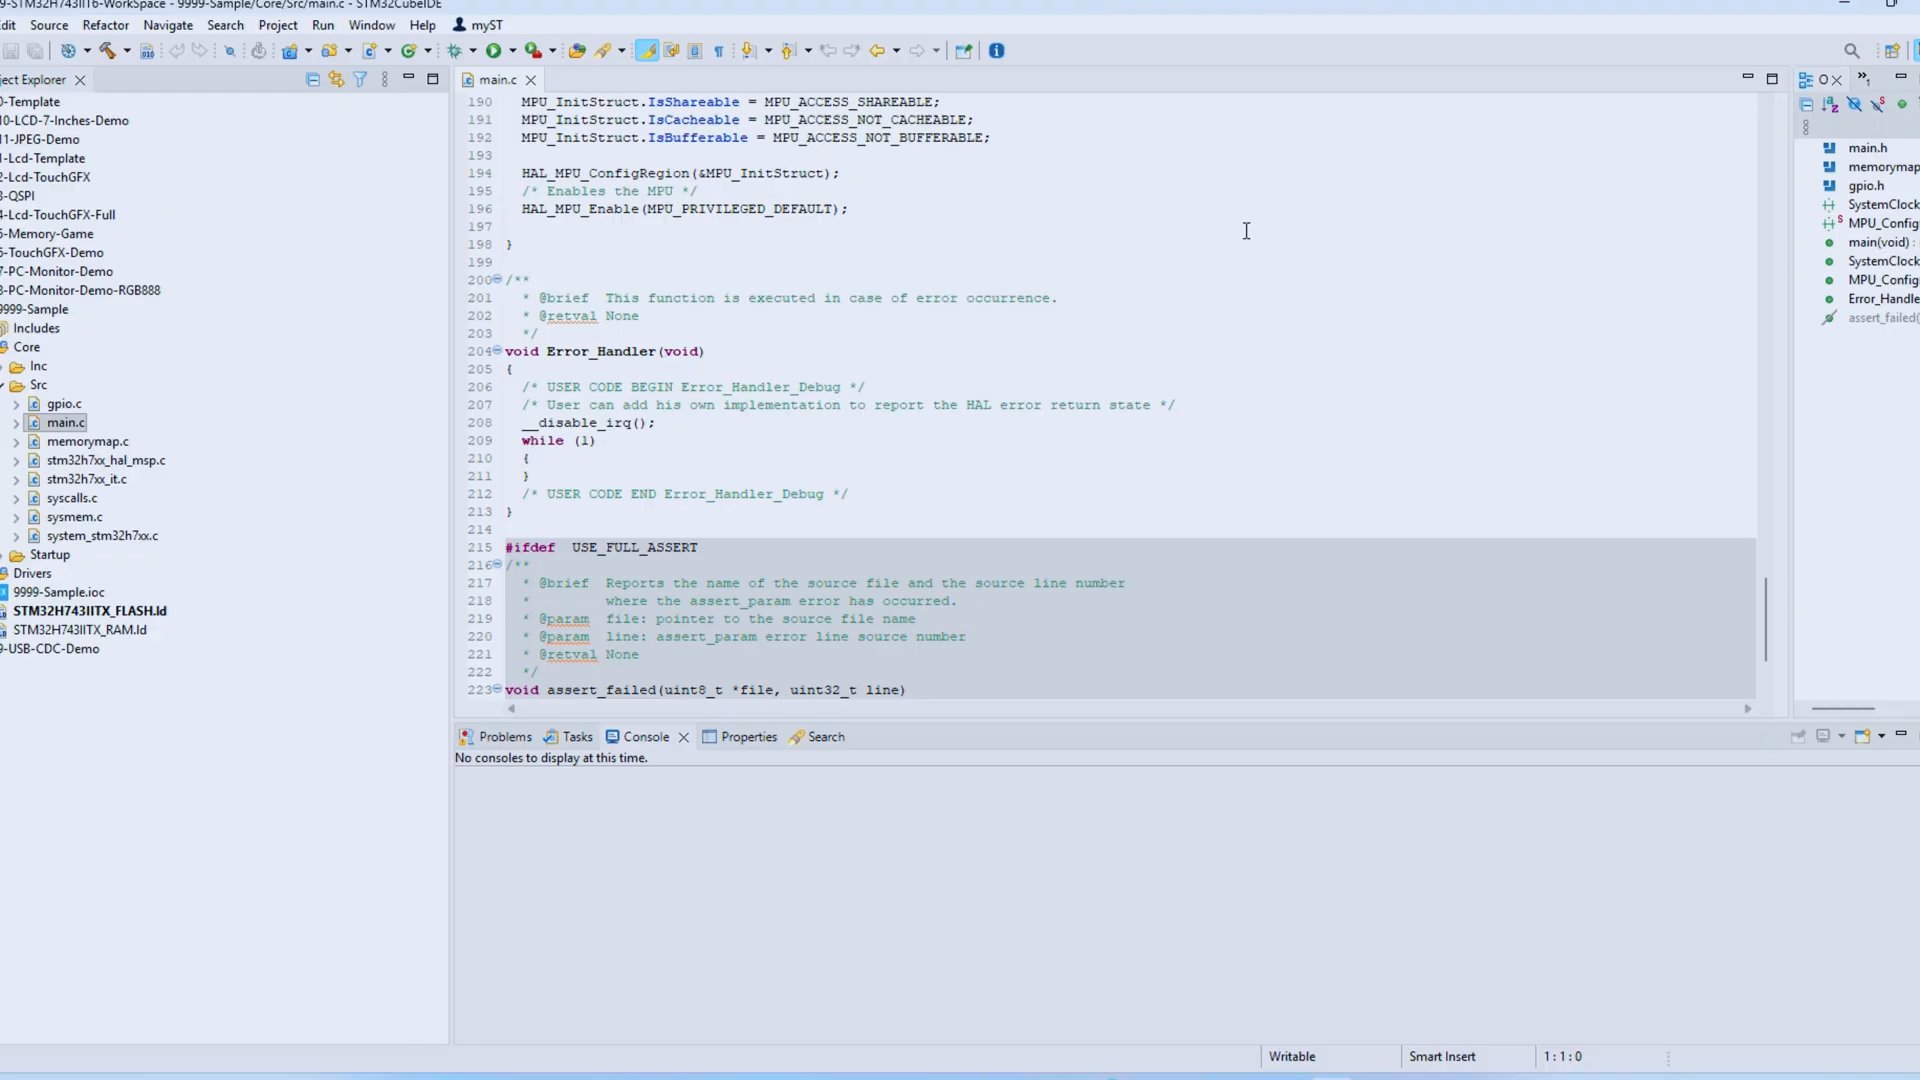 9-STM32H743IIT6-WorkSpace - 9999-Sample/Core/Src/main.c - STM32CubeIDE
dit Source Refactor Navigate Search Project Run Window Help myST
ject Explorer
0-Template
10-LCD-7-Inches-Demo
11-JPEG-Demo
1-Lcd-Template
2-Lcd-TouchGFX
3-QSPI
4-Lcd-TouchGFX-Full
5-Memory-Game
6-TouchGFX-Demo
7-PC-Monitor-Demo
8-PC-Monitor-Demo-RGB888
9999-Sample
Includes
Core
Inc
Src
gpio.c
main.c
memorymap.c
stm32h7xx_hal_msp.c
stm32h7xx_it.c
syscalls.c
sysmem.c
system_stm32h7xx.c
Startup
Drivers
9999-Sample.ioc
STM32H743IITX_FLASH.ld
STM32H743IITX_RAM.ld
9-USB-CDC-Demo
main.c
190 MPU_InitStruct.IsShareable = MPU_ACCESS_SHAREABLE;
191 MPU_InitStruct.IsCacheable = MPU_ACCESS_NOT_CACHEABLE;
192 MPU_InitStruct.IsBufferable = MPU_ACCESS_NOT_BUFFERABLE;
193
194 HAL_MPU_ConfigRegion(&MPU_InitStruct);
195 /* Enables the MPU */
196 HAL_MPU_Enable(MPU_PRIVILEGED_DEFAULT);
197
198 }
199
200 /**
201 * @brief  This function is executed in case of error occurrence.
202 * @retval None
203 */
204 void Error_Handler(void)
205 {
206 /* USER CODE BEGIN Error_Handler_Debug */
207 /* User can add his own implementation to report the HAL error return state */
208 __disable_irq();
209 while (1)
210 {
211 }
212 /* USER CODE END Error_Handler_Debug */
213 }
214
215 #ifdef  USE_FULL_ASSERT
216 /**
217 * @brief  Reports the name of the source file and the source line number
218 *         where the assert_param error has occurred.
219 * @param  file: pointer to the source file name
220 * @param  line: assert_param error line source number
221 * @retval None
222 */
223 void assert_failed(uint8_t *file, uint32_t line)
O
main.h
memorymap
gpio.h
SystemClock
MPU_Config
main(void) :
SystemClock
MPU_Config
Error_Handle
assert_failed(
Problems Tasks Console Properties Search
No consoles to display at this time.
Writable Smart Insert 1 : 1 : 0